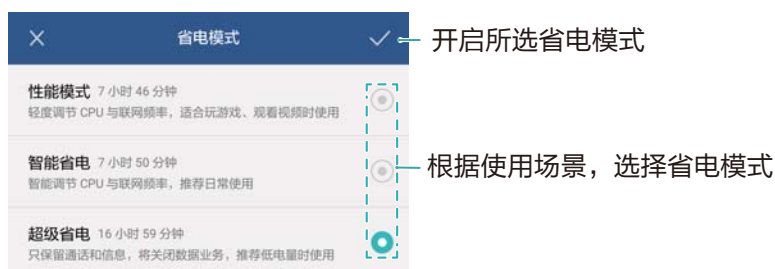 省电模式
开启所选省电模式
性能模式 7 小时 46 分钟
轻度调节 CPU 与联网频率，适合玩游戏、观看视频时使用
智能省电 7 小时 50 分钟
根据使用场景，选择省电模式
智能调节 CPU 与联网频率，推荐日常使用
超级省电 16 小时 59 分钟
只保留通话和信息，将关闭数据业务，推荐低电量时使用